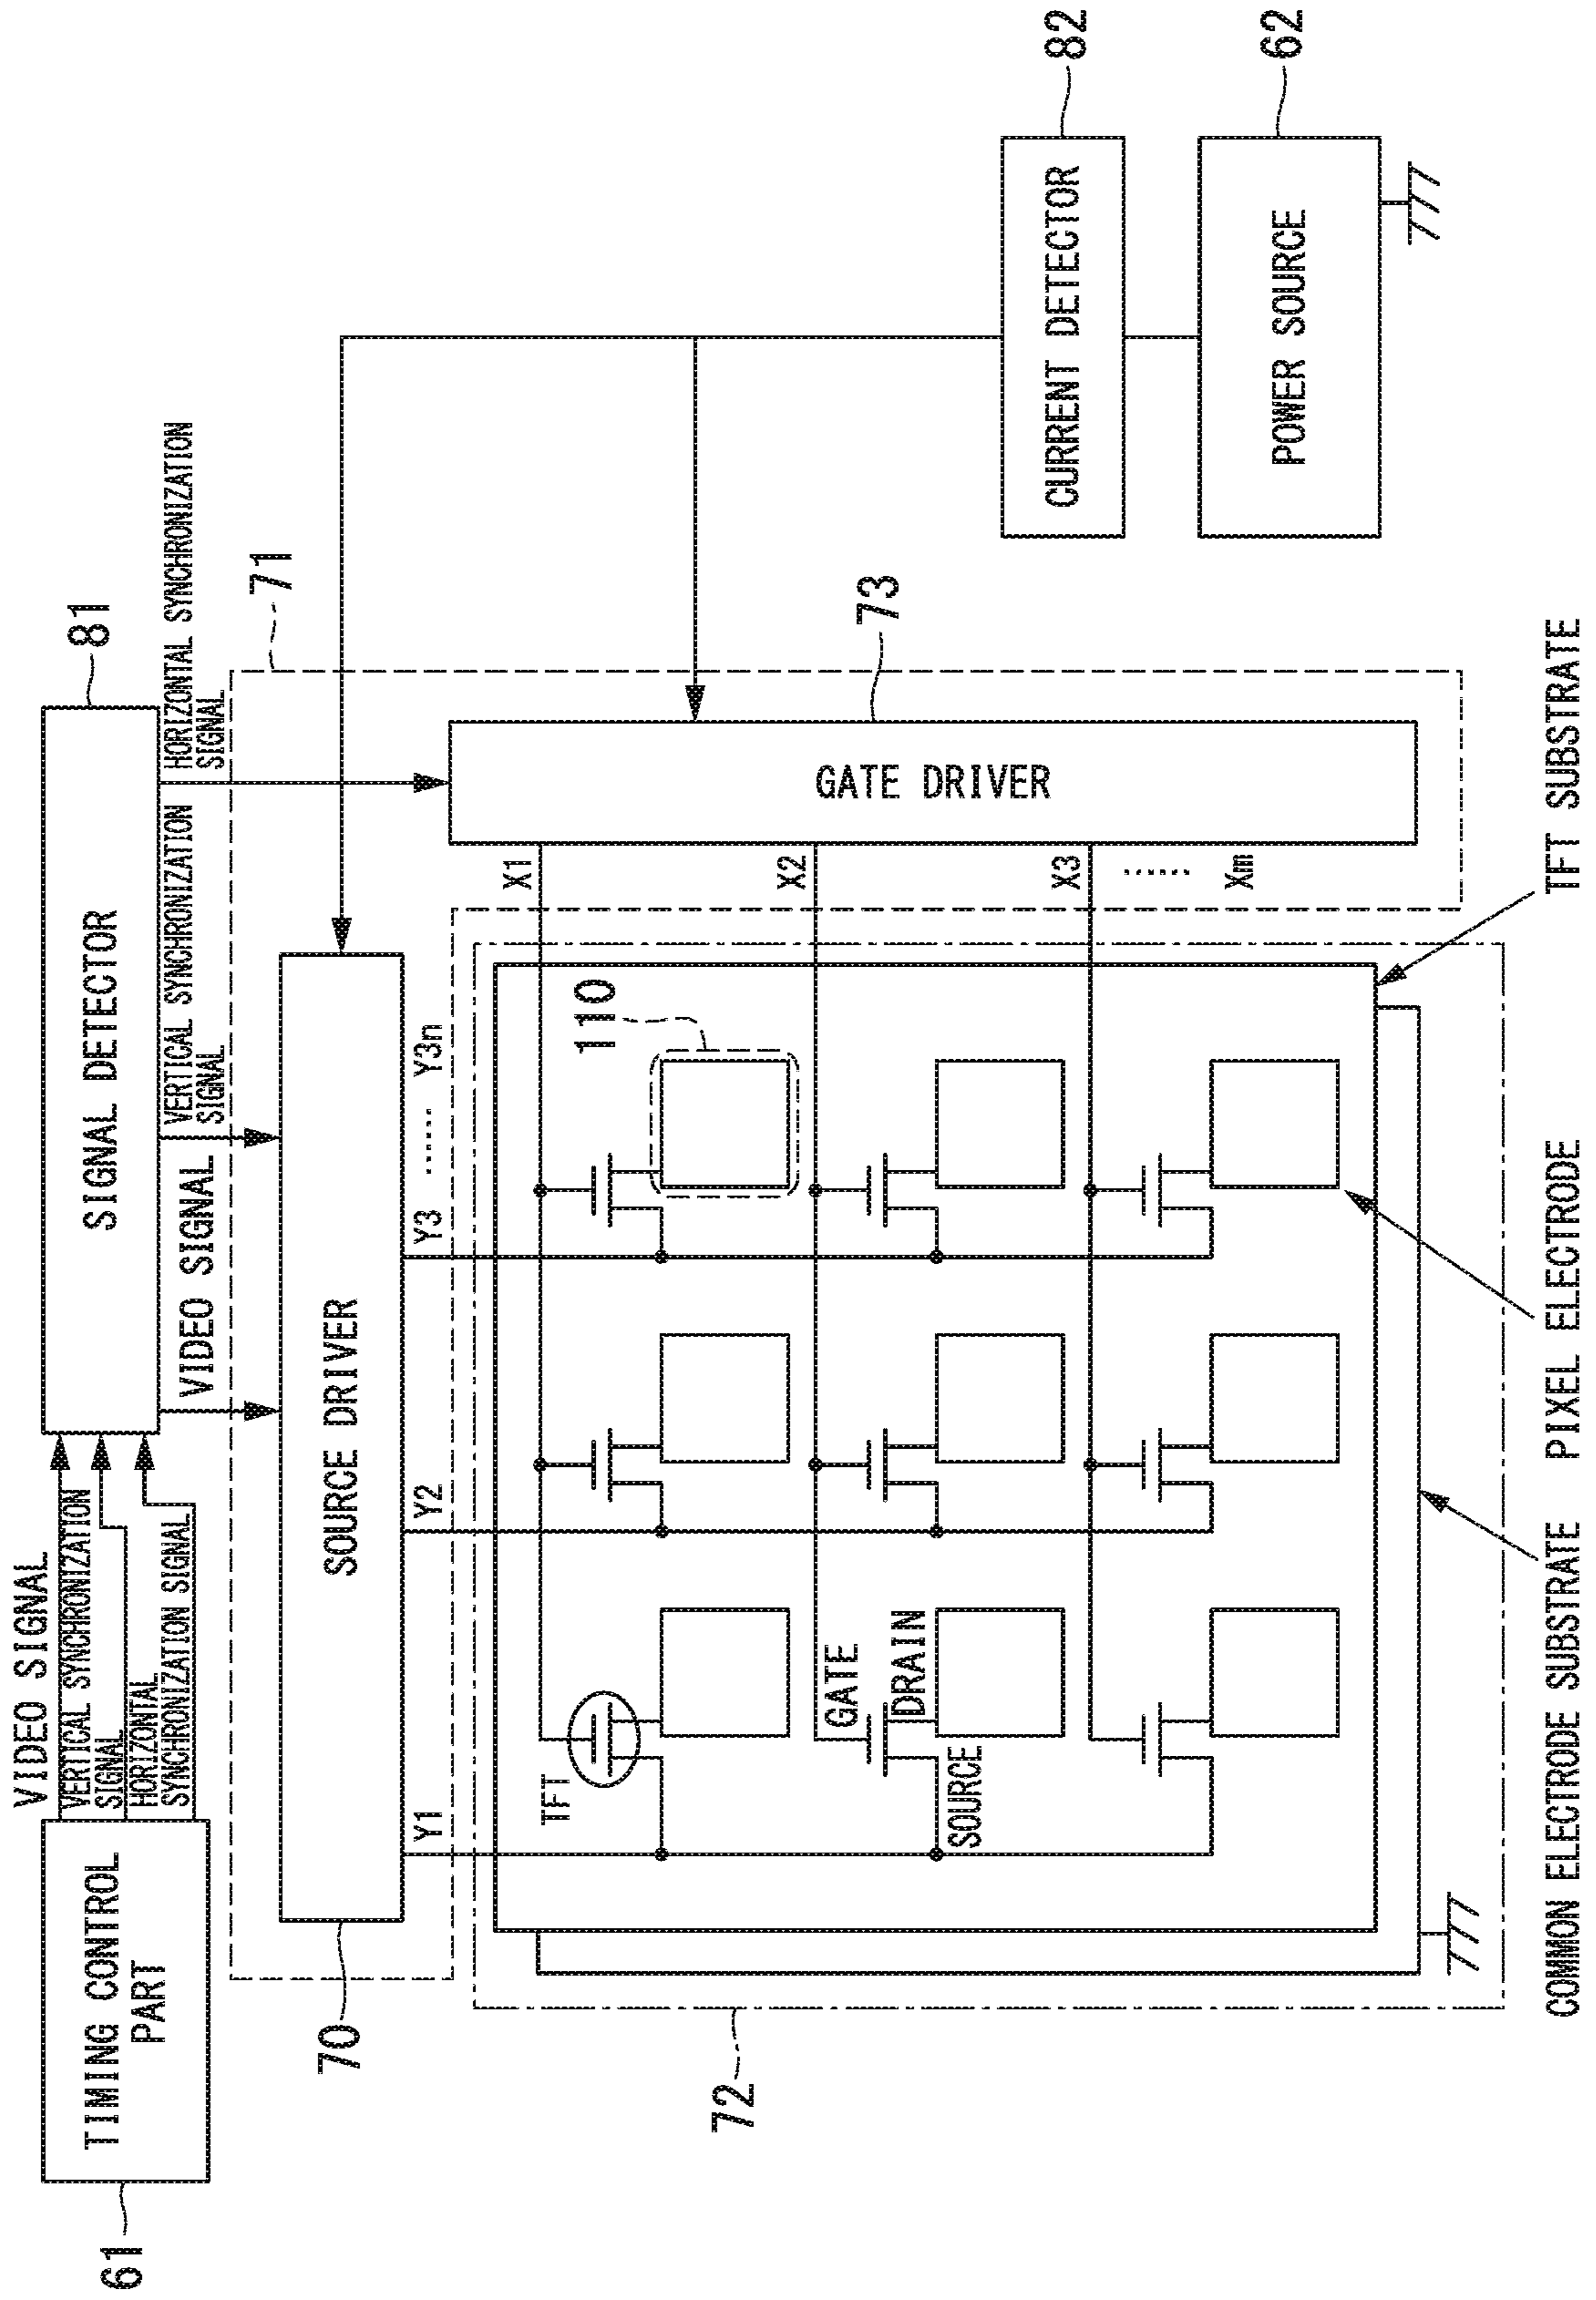 61
TIMING CONTROL
PART
VIDEO SIGNAL
VERTICAL SYNCHRONIZATION
SIGNAL
HORIZONTAL
SYNCHRONIZATION SIGNAL
SIGNAL DETECTOR
81
VIDEO SIGNAL
VERTICAL SYNCHRONIZATION
SIGNAL
HORIZONTAL SYNCHRONIZATION
SIGNAL
71
70
SOURCE DRIVER
Y1
Y2
Y3
...... Y3n
X1
X2
X3
......
Xm
GATE DRIVER
73
72
TFT
110
GATE
DRAIN
SOURCE
CURRENT DETECTOR
82
POWER SOURCE
62
COMMON ELECTRODE SUBSTRATE
PIXEL ELECTRODE
TFT SUBSTRATE